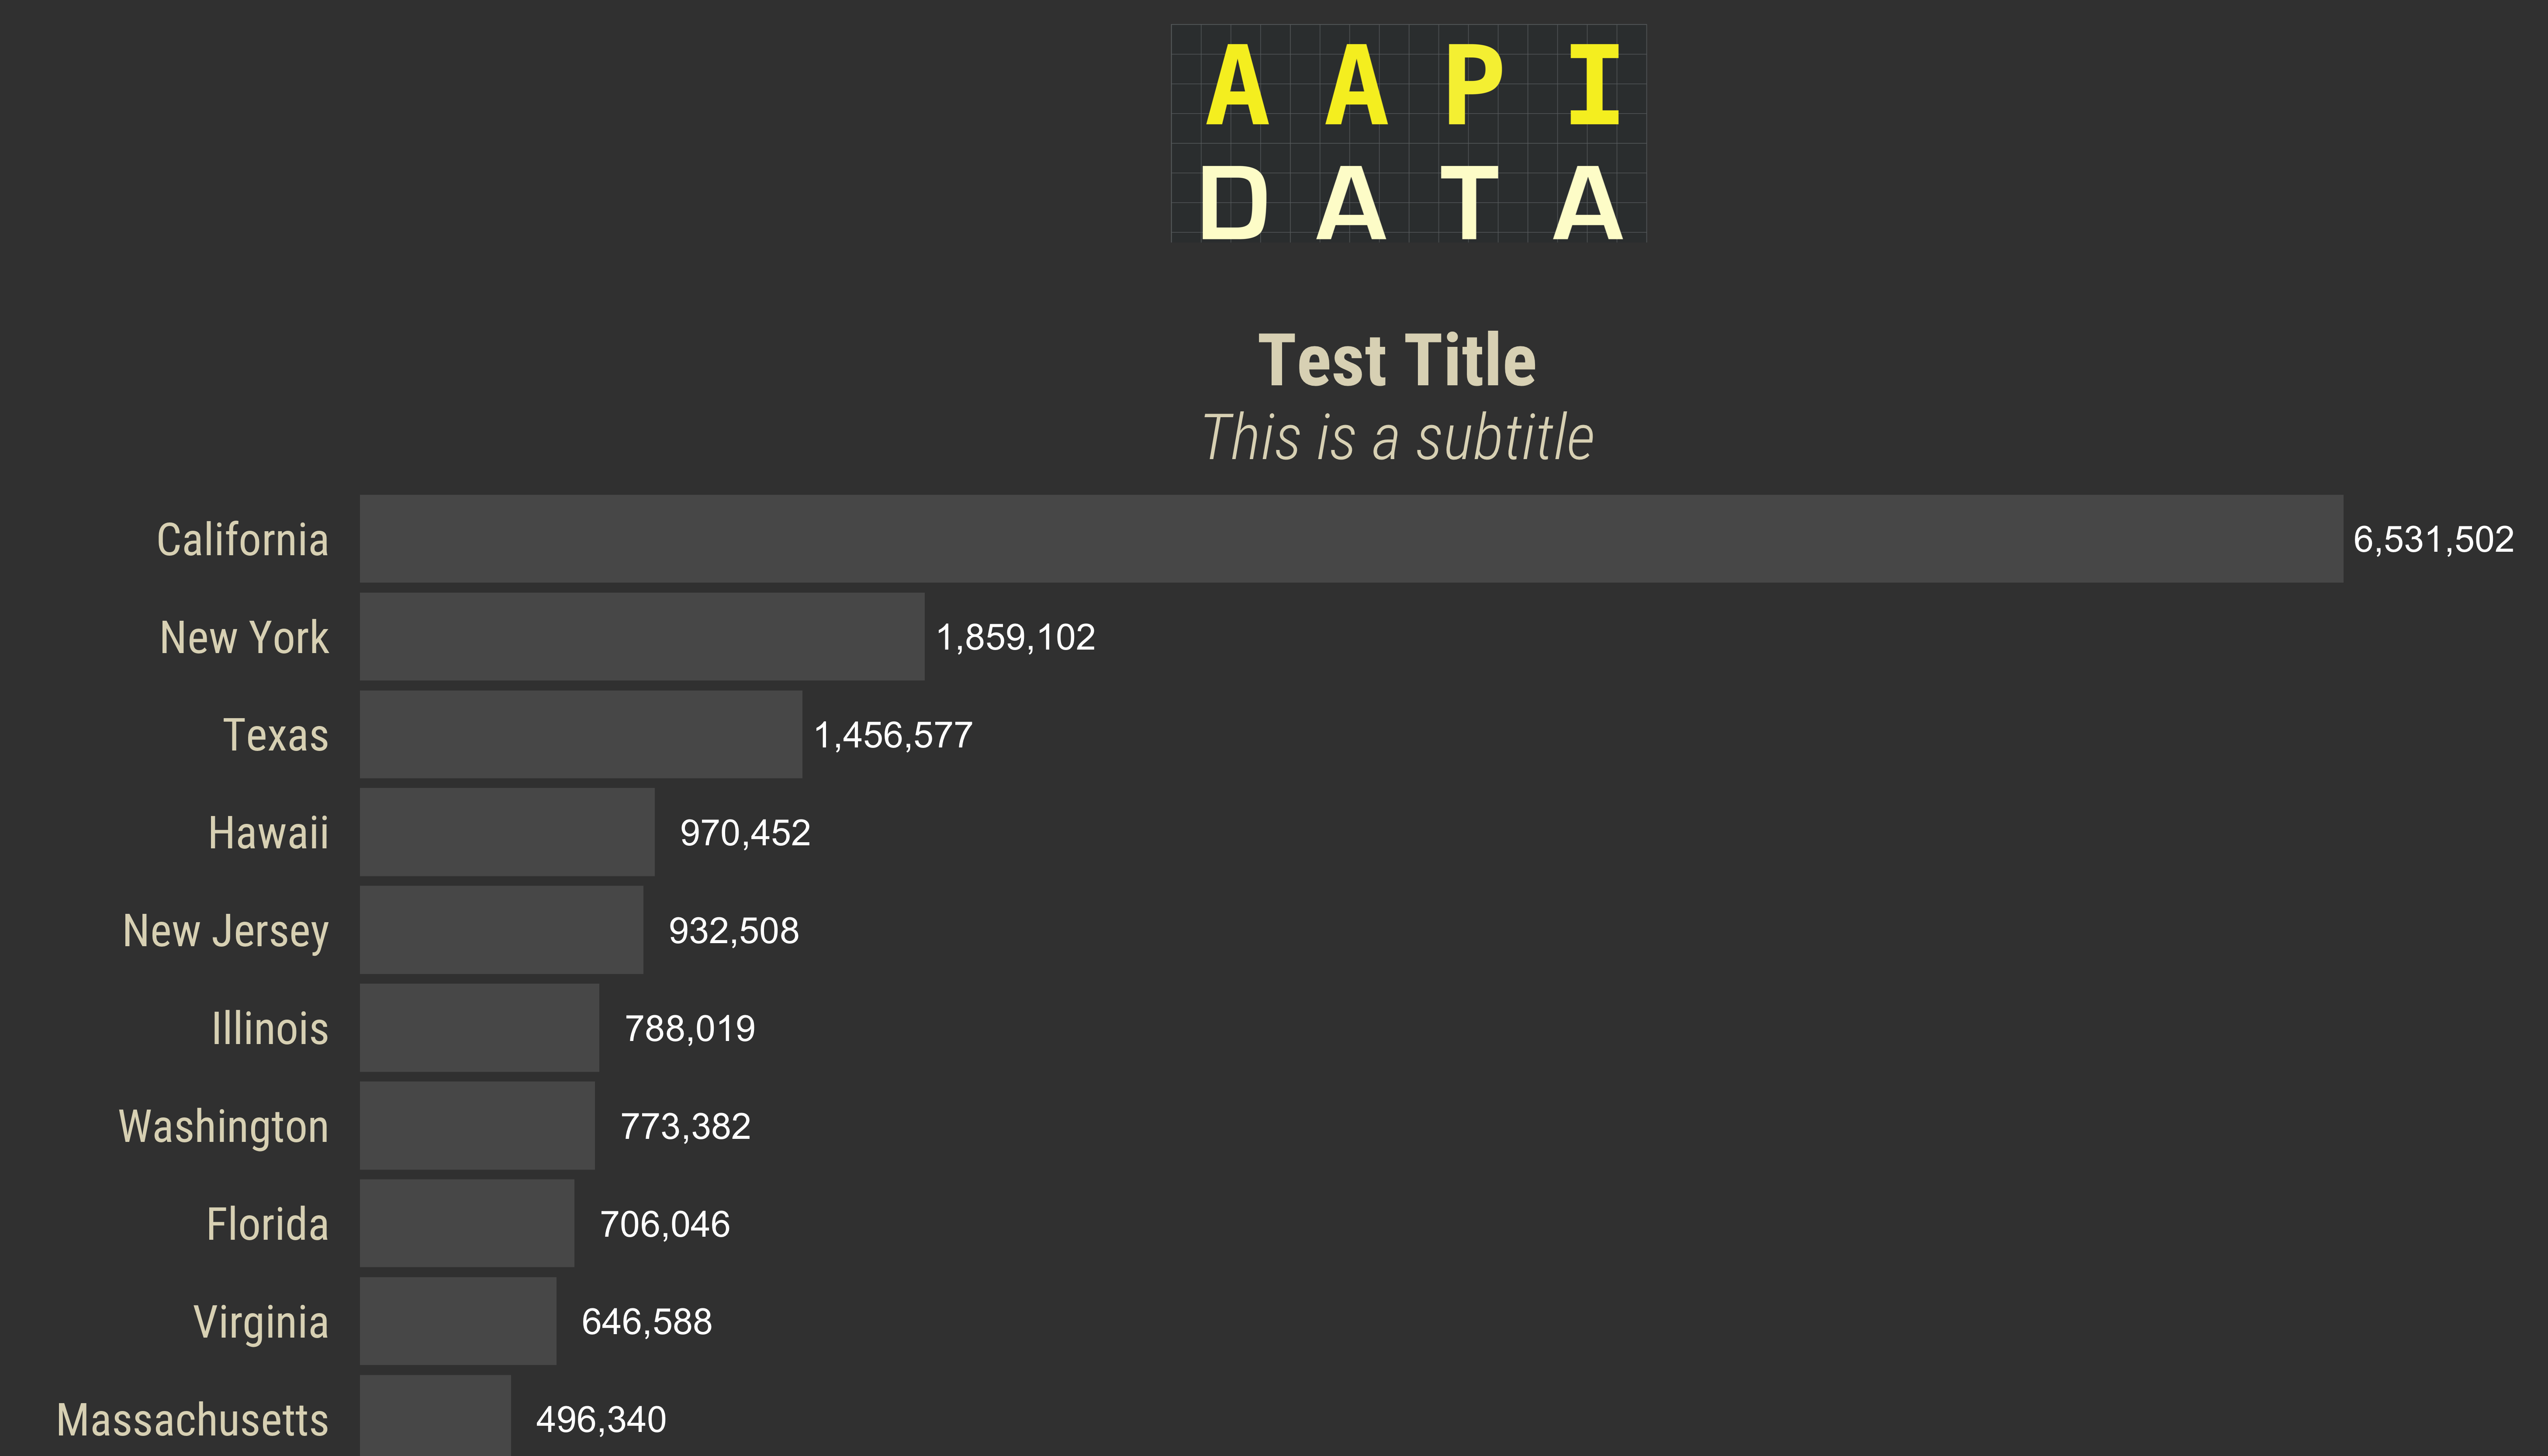 A A P I
D A T A
Test Title
This is a subtitle
California 6,531,502
New York 1,859,102
Texas 1,456,577
Hawaii 970,452
New Jersey 932,508
Illinois 788,019
Washington 773,382
Florida 706,046
Virginia 646,588
Massachusetts 496,340